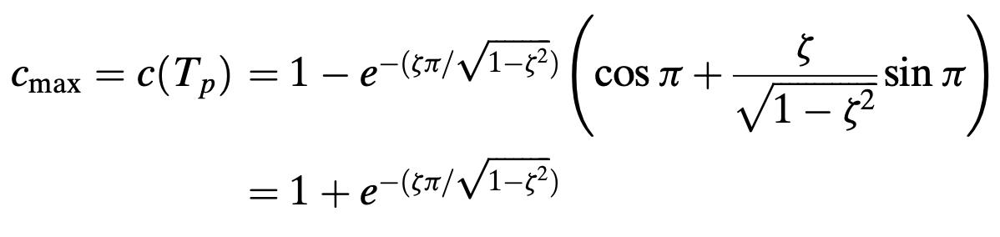 c_max = c(T_p) = 1 − e^{−(ζπ/√(1−ζ²))} (cos π + ζ/√(1 − ζ²) sin π)
= 1 + e^{−(ζπ/√(1−ζ²))}